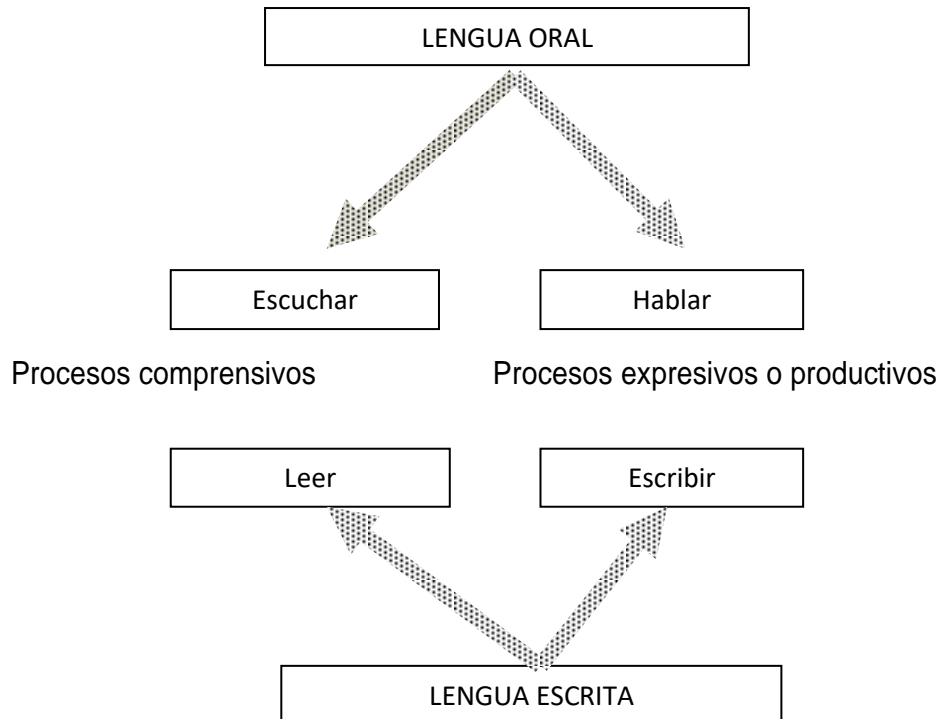 LENGUA ORAL
Escuchar Hablar
Procesos comprensivos Procesos expresivos o productivos
Leer Escribir
LENGUA ESCRITA